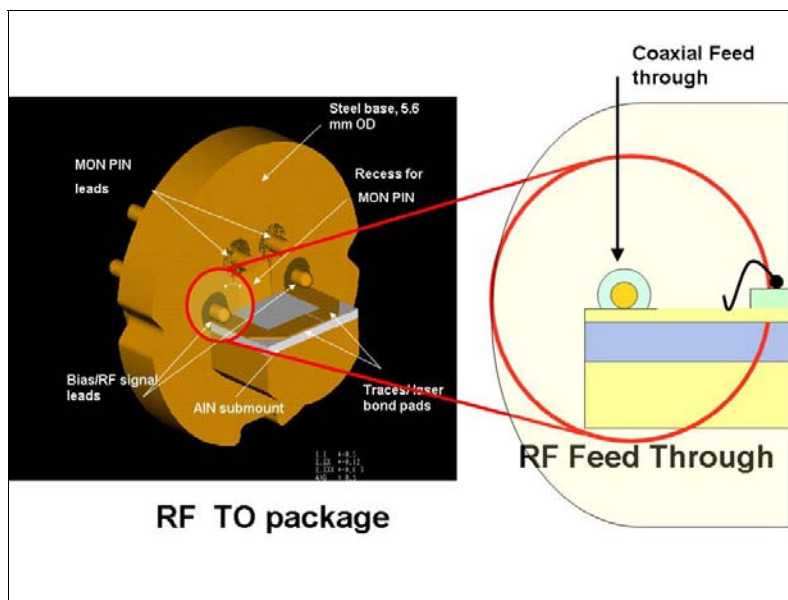 Coaxial Feed
through
Steel base, 5.6
mm OD
MON PIN
leads
Recess for
MON PIN
Bias/RF signal
leads
AIN submount
Traces/laser
bond pads
RF Feed Through
RF TO package